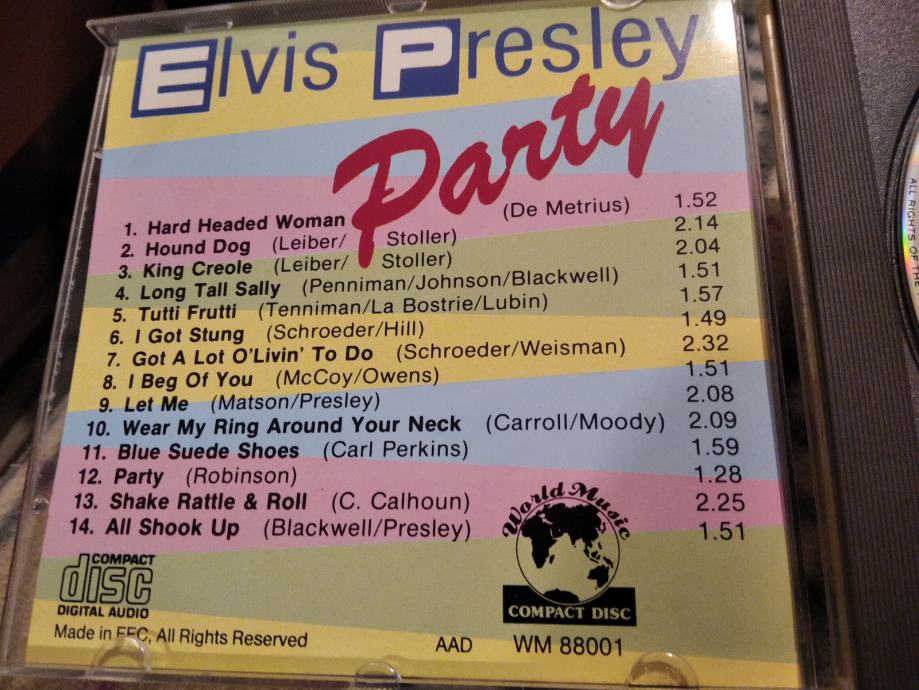 Elvis Presley
Party
1. Hard Headed Woman (De Metrius) 1.52
2. Hound Dog (Leiber/ Stoller) 2.14
3. King Creole (Leiber/ Stoller) 2.04
4. Long Tall Sally (Penniman/Johnson/Blackwell) 1.51
5. Tutti Frutti (Tenniman/La Bostrie/Lubin) 1.57
6. I Got Stung (Schroeder/Hill) 1.49
7. Got A Lot O'Livin' To Do (Schroeder/Weisman) 2.32
8. I Beg Of You (McCoy/Owens) 1.51
9. Let Me (Matson/Presley) 2.08
10. Wear My Ring Around Your Neck (Carroll/Moody) 2.09
11. Blue Suede Shoes (Carl Perkins) 1.59
12. Party (Robinson) 1.28
13. Shake Rattle & Roll (C. Calhoun) 2.25
14. All Shook Up (Blackwell/Presley) 1.51
World Music
COMPACT DISC
COMPACT
disc
DIGITAL AUDIO
Made in EEC, All Rights Reserved
AAD WM 88001
ALL RIGHTS OF THE